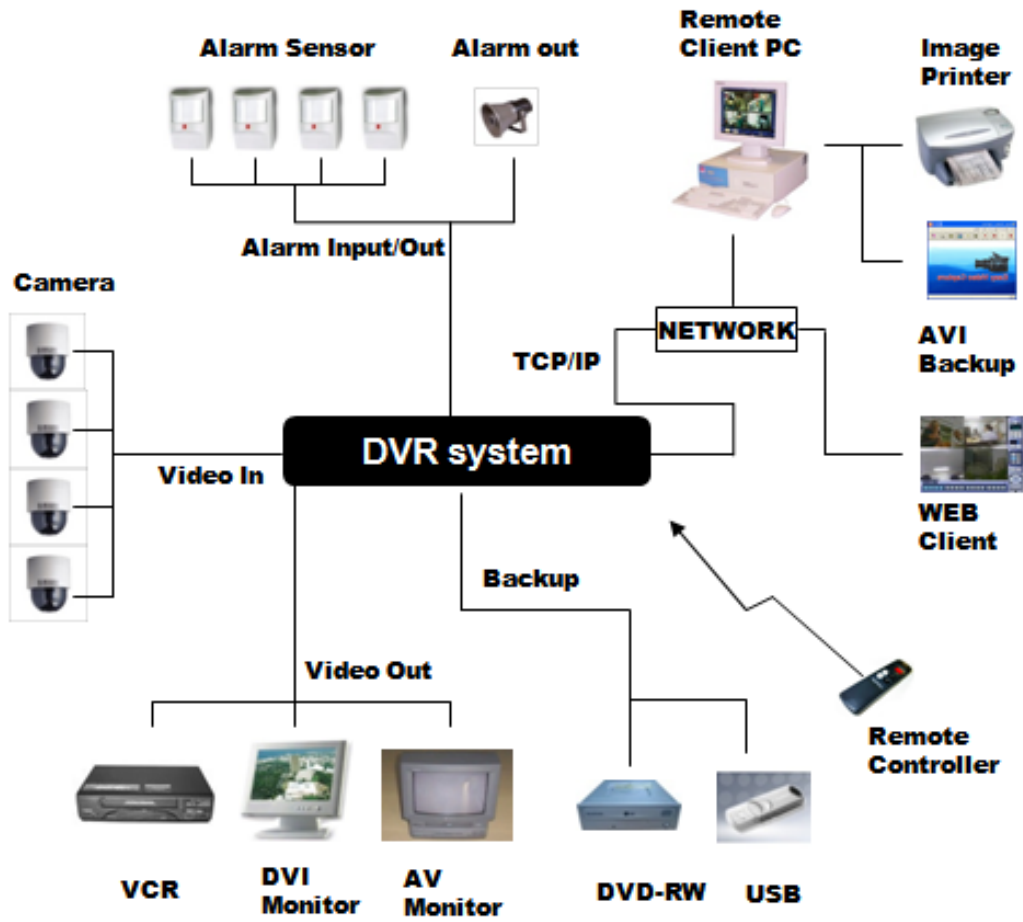 Alarm Sensor
Alarm out
Remote
Client PC
Image
Printer
Alarm Input/Out
Camera
NETWORK
TCP/IP
AVI
Backup
DVR system
Video In
WEB
Client
Backup
Video Out
Remote
Controller
VCR
DVI
Monitor
AV
Monitor
DVD-RW
USB